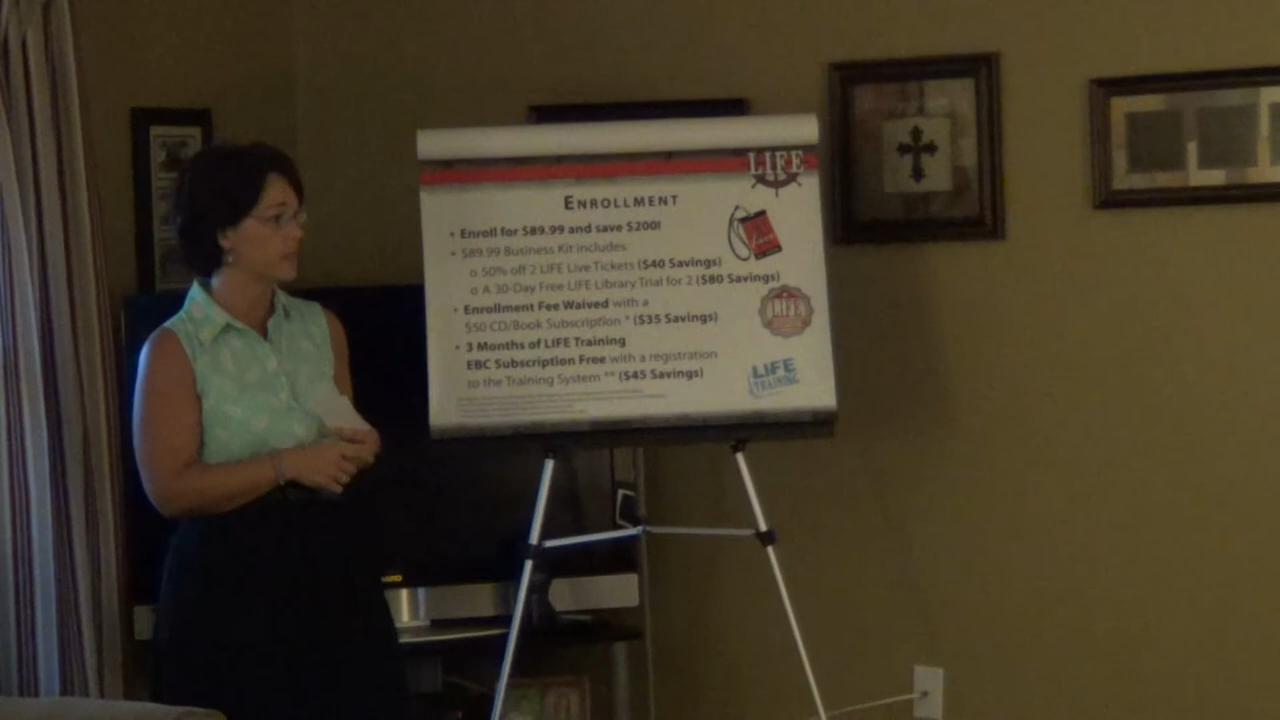 LIFE
ENROLLMENT
• Enroll for $89.99 and save $200!
• $89.99 Business Kit includes:
o 50% off 2 LIFE Live Tickets ($40 Savings)
o A 30-Day Free LIFE Library Trial for 2 ($80 Savings)
• Enrollment Fee Waived with a
$50 CD/Book Subscription * ($35 Savings)
LIFE
• 3 Months of LIFE Training
EBC Subscription Free with a registration
to the Training System ** ($45 Savings)
LIFE
TRAINING